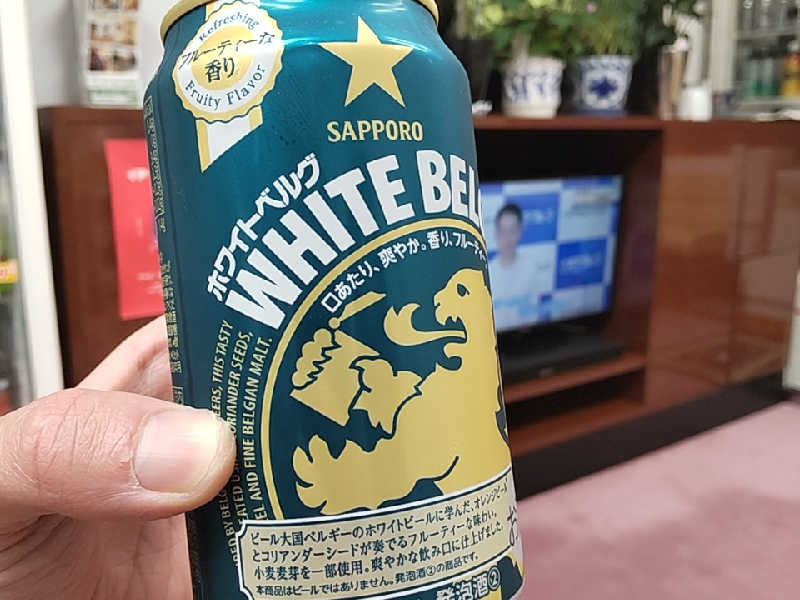 Refreshing
フルーティーな
香り
Fruity Flavor
SAPPORO
ホワイトベルグ
WHITE BEL
口あたり、爽やか。香り、フルーティー
THIS TASTY
CORIANDER SEEDS,
AND FINE BELGIAN MALT.
ビール大国ベルギーのホワイトビールに学んだ、オレンジピール
とコリアンダーシードが奏でるフルーティーな味わい。
小麦麦芽を一部使用。爽やかな飲み口に仕上げました。
本商品はビールではありません。発泡酒②の商品です。
発泡酒②
お